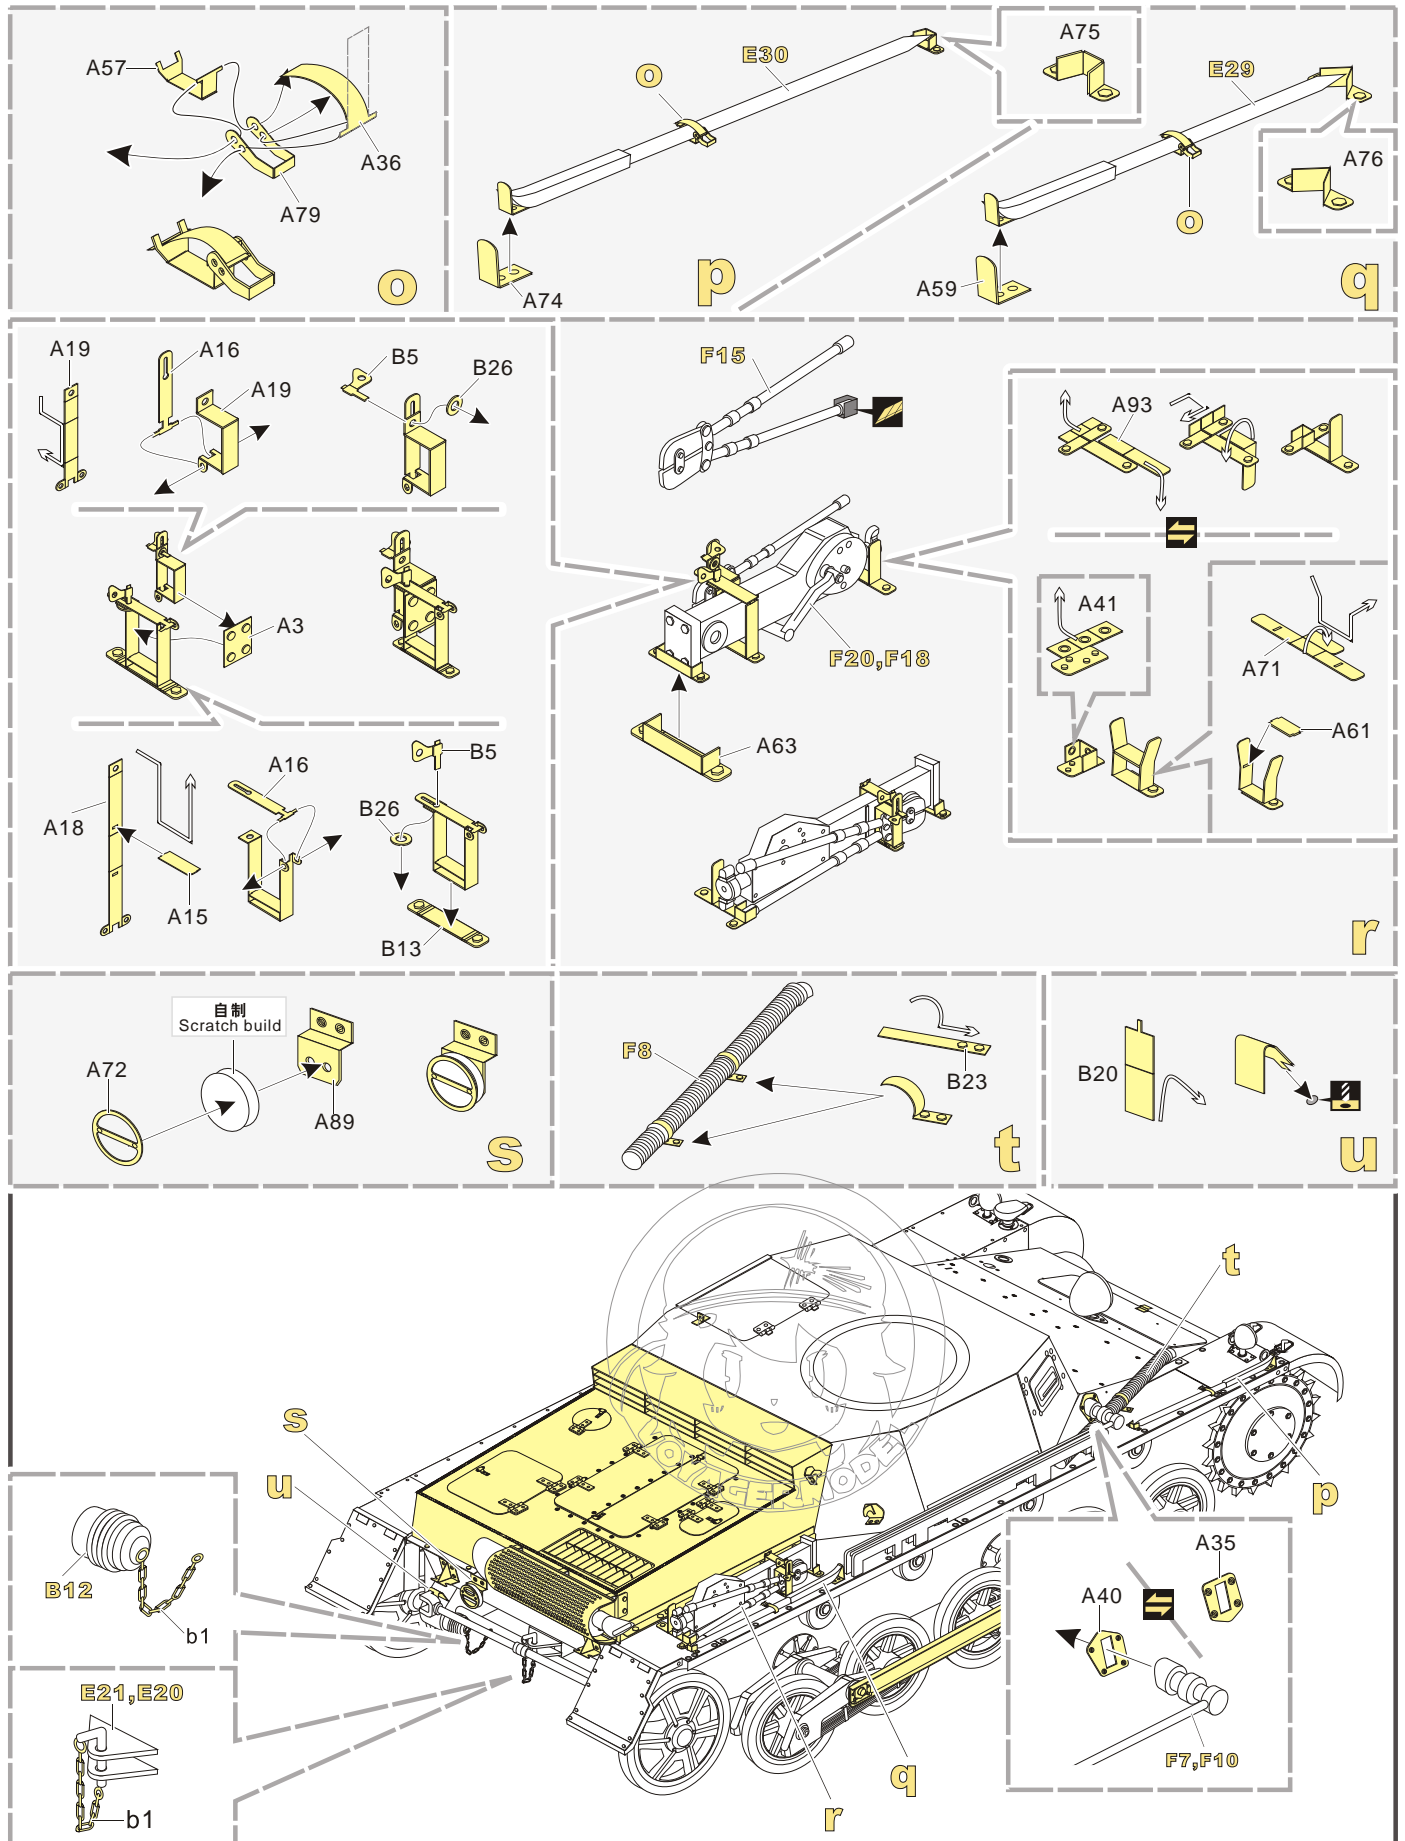 A57
A36
A79
o
E30
o
A75
A74
p
E29
A76
o
A59
q
A19
A16
A19
B5
B26
A3
A18
A15
A16
B5
B26
B13
F15
F20,F18
A63
A93
A41
A71
A61
r
自制
Scratch build
A72
A89
s
F8
B23
t
B20
u
t
s
u
p
B12
b1
E21,E20
b1
A35
A40
F7,F10
q
r
VOYAGERMODEL